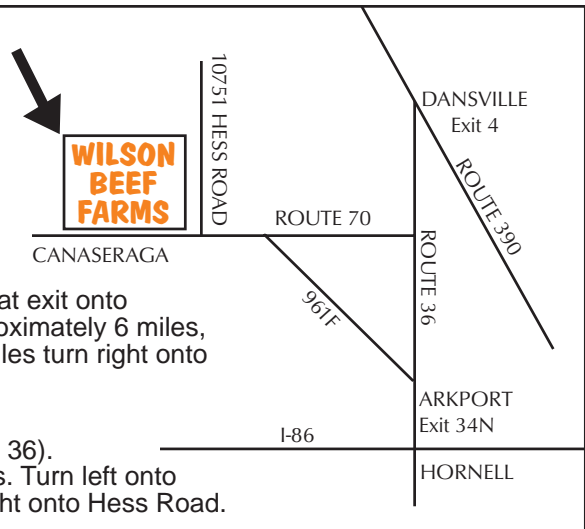 10751 HESS ROAD
DANSVILLE
Exit 4
WILSON
BEEF
FARMS
ROUTE 390
ROUTE 70
CANASERAGA
ROUTE 36
961F
at exit onto
oximately 6 miles,
les turn right onto
ARKPORT
Exit 34N
36).
I-86
s. Turn left onto
HORNELL
ht onto Hess Road.